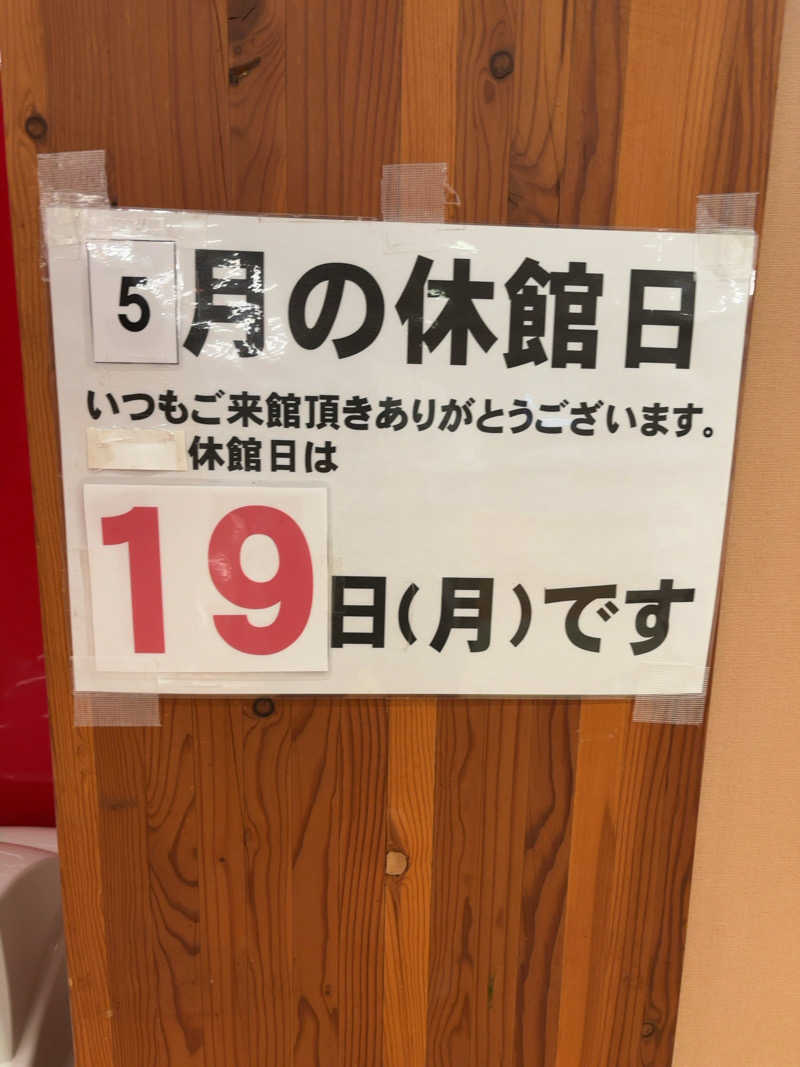 5月の休館日
いつもご来館頂きありがとうございます。
休館日は
19日(月)です